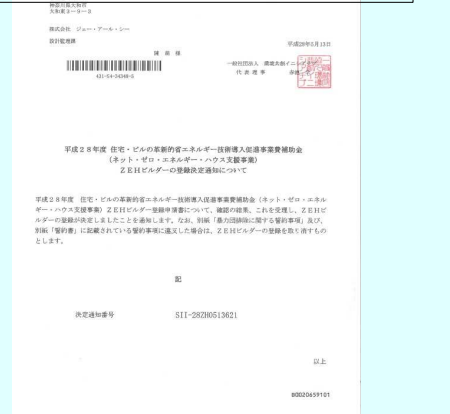 神奈川県大和市
大和東3-9-3
株式会社 ジェー・アール・シー
設計監理課
陳 様
平成28年5月13日
431-04-24348-S
一般社団法人 環境共創イニシアチブ
代表理事 赤池
平成28年度 住宅・ビルの革新的省エネルギー技術導入促進事業費補助金
(ネット・ゼロ・エネルギー・ハウス支援事業)
ZEHビルダーの登録決定通知について
平成28年度 住宅・ビルの革新的省エネルギー技術導入促進事業費補助金(ネット・ゼロ・エネル
ギー・ハウス支援事業)ZEHビルダー登録申請書について、確認の結果、これを受理し、ZEHビ
ルダーの登録が決定しましたことを通知します。なお、別紙「暴力団排除に関する誓約事項」及び、
別紙「誓約書」に記載されている誓約事項に違反した場合は、ZEHビルダーの登録を取り消すもの
とします。
記
決定通知番号 SII-28ZH0513621
以上
B0020659101